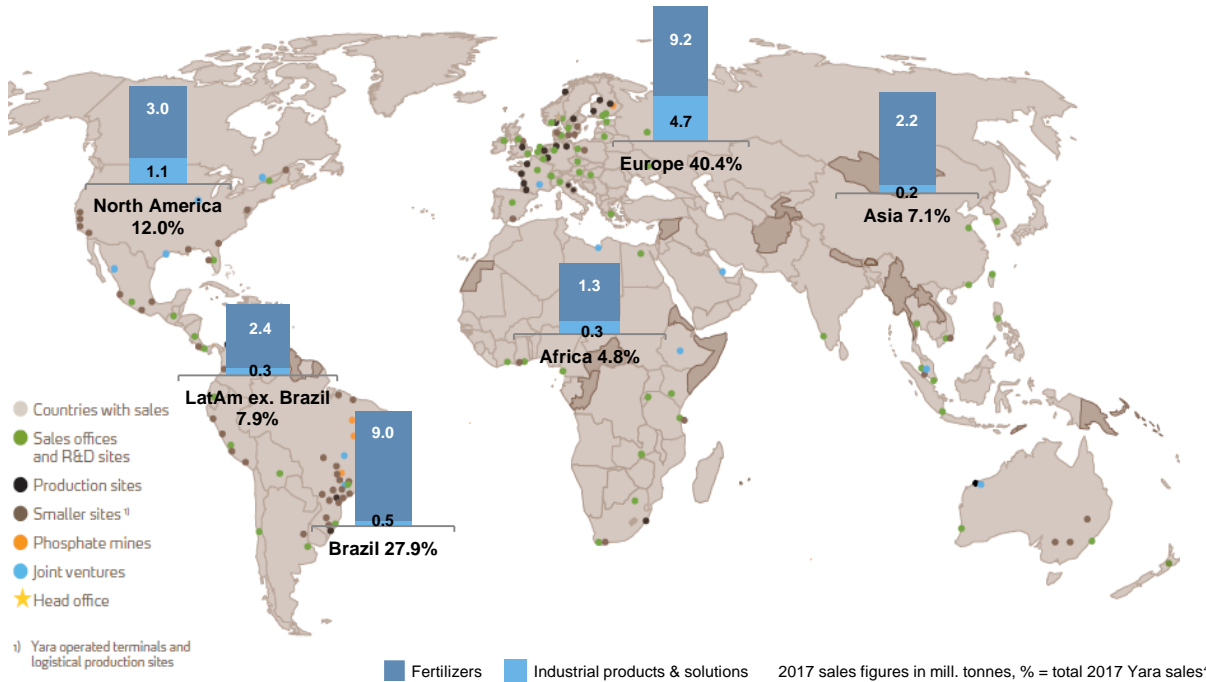 9.2
4.7
Europe 40.4%
3.0
1.1
North America
12.0%
2.2
0.2
Asia 7.1%
1.3
0.3
Africa 4.8%
2.4
0.3
LatAm ex. Brazil
7.9%
9.0
0.5
Brazil 27.9%
Countries with sales
Sales offices
and R&D sites
Production sites
Smaller sites ¹⁾
Phosphate mines
Joint ventures
Head office
1) Yara operated terminals and
logistical production sites
Fertilizers
Industrial products & solutions
2017 sales figures in mill. tonnes, % = total 2017 Yara sales